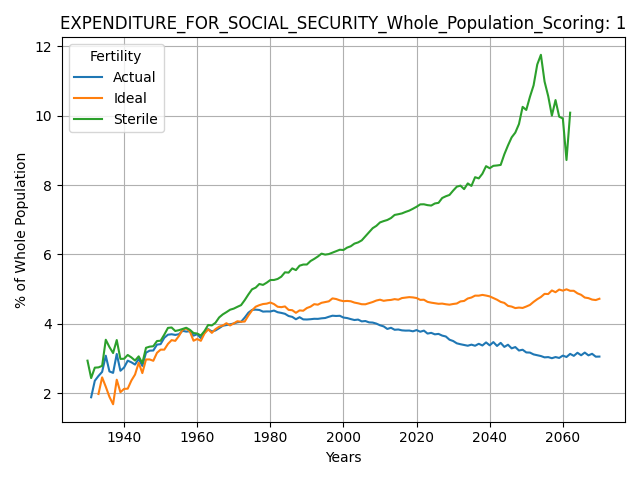 EXPENDITURE_FOR_SOCIAL_SECURITY_Whole_Population_Scoring: 1
Fertility
Actual
Ideal
Sterile
% of Whole Population
12
10
8
6
4
2
1940 1960 1980 2000 2020 2040 2060
Years